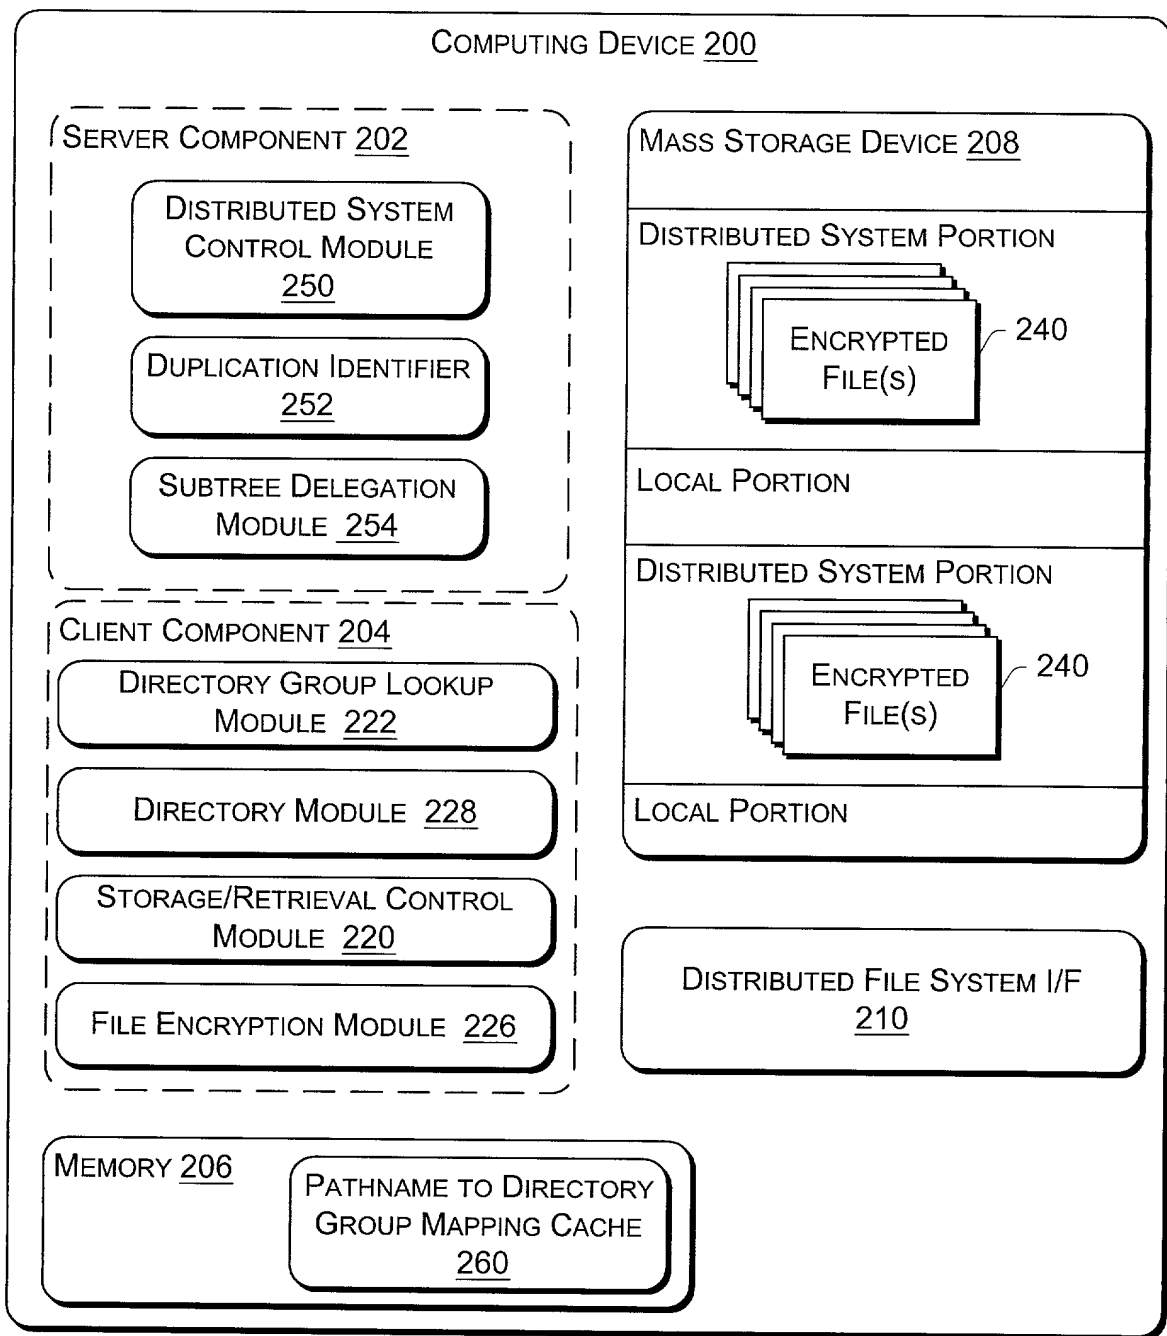 COMPUTING DEVICE 200
SERVER COMPONENT 202
DISTRIBUTED SYSTEM
CONTROL MODULE
250
DUPLICATION IDENTIFIER
252
SUBTREE DELEGATION
MODULE 254
CLIENT COMPONENT 204
DIRECTORY GROUP LOOKUP
MODULE 222
DIRECTORY MODULE 228
STORAGE/RETRIEVAL CONTROL
MODULE 220
FILE ENCRYPTION MODULE 226
MASS STORAGE DEVICE 208
DISTRIBUTED SYSTEM PORTION
ENCRYPTED
FILE(S)
240
LOCAL PORTION
DISTRIBUTED SYSTEM PORTION
ENCRYPTED
FILE(S)
240
LOCAL PORTION
DISTRIBUTED FILE SYSTEM I/F
210
MEMORY 206
PATHNAME TO DIRECTORY
GROUP MAPPING CACHE
260